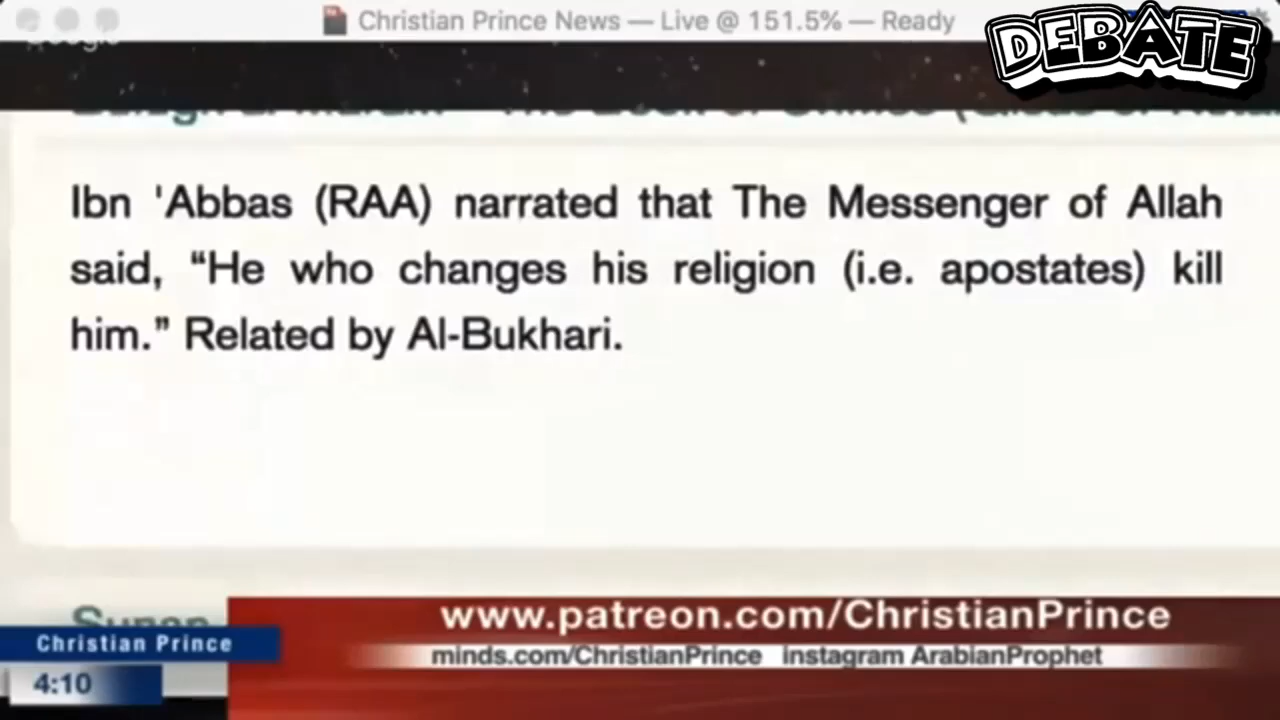 Christian Prince News — Live @ 151.5% — Ready
DEBATE
Ibn 'Abbas (RAA) narrated that The Messenger of Allah
said, “He who changes his religion (i.e. apostates) kill
him.” Related by Al-Bukhari.
Sunan
www.patreon.com/ChristianPrince
Christian Prince
minds.com/ChristianPrince instagram ArabianProphet
4:10